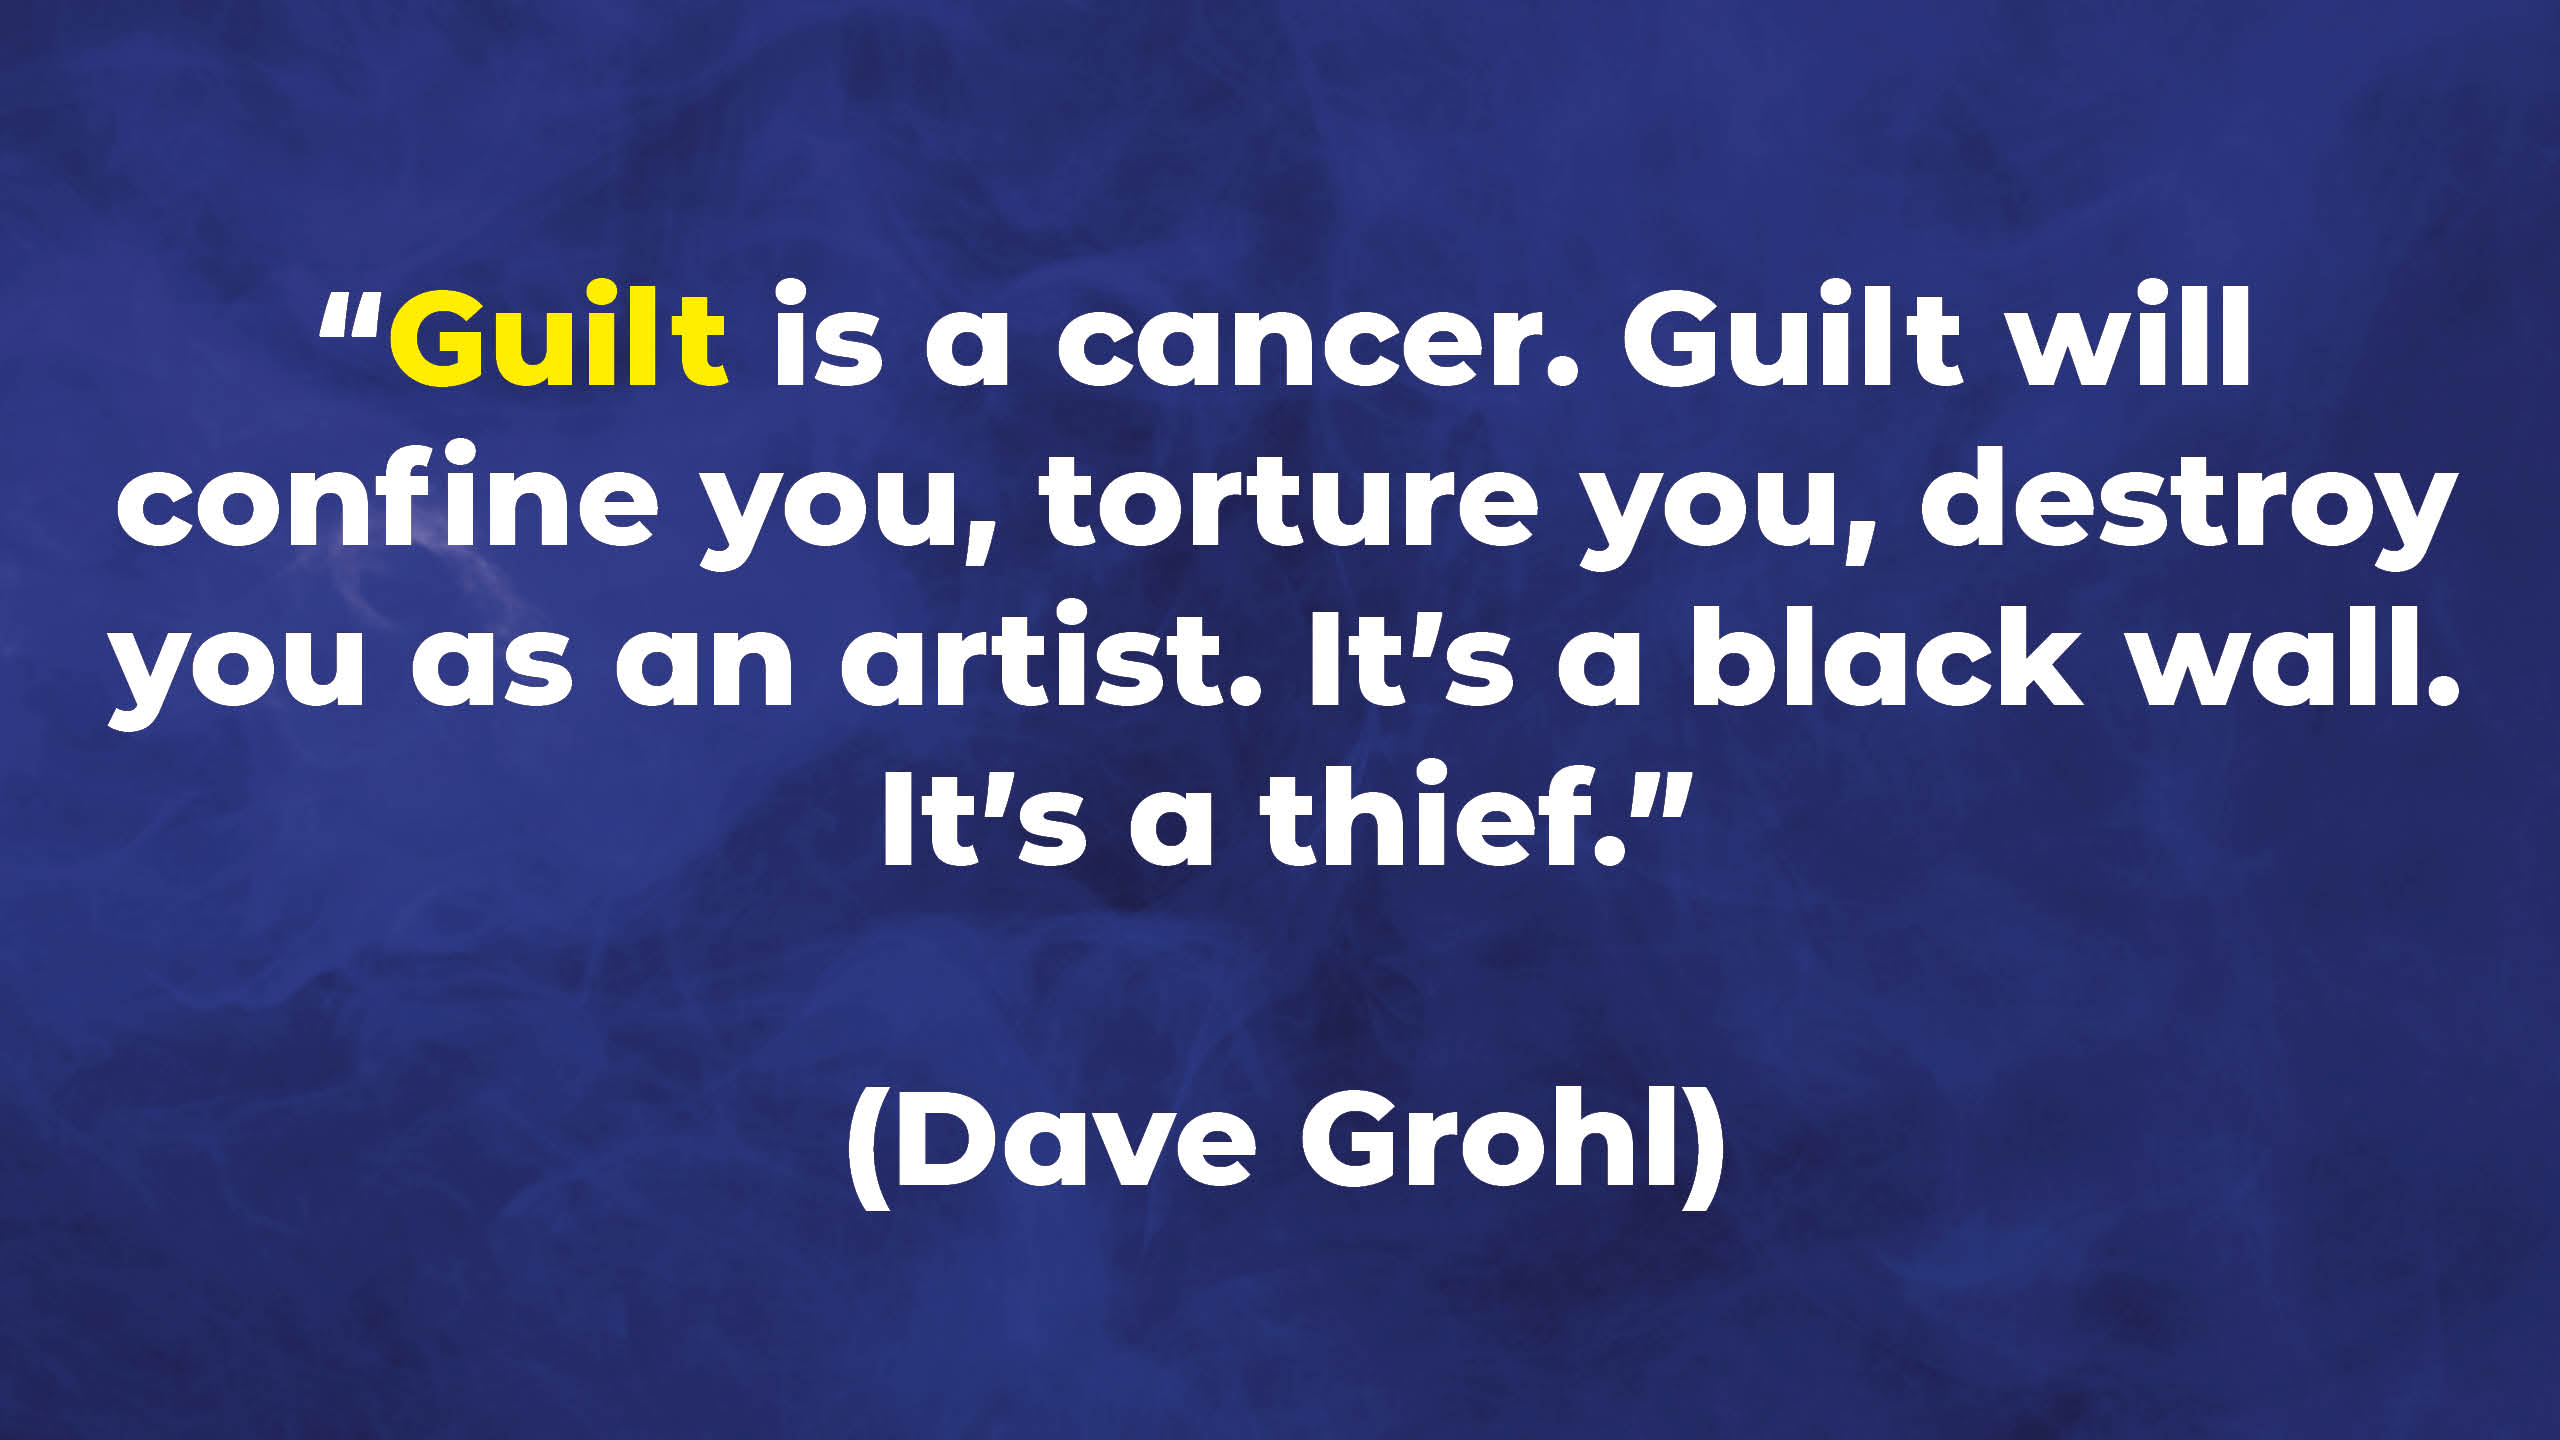 “Guilt is a cancer. Guilt will
confine you, torture you, destroy
you as an artist. It’s a black wall.
It’s a thief.”
(Dave Grohl)